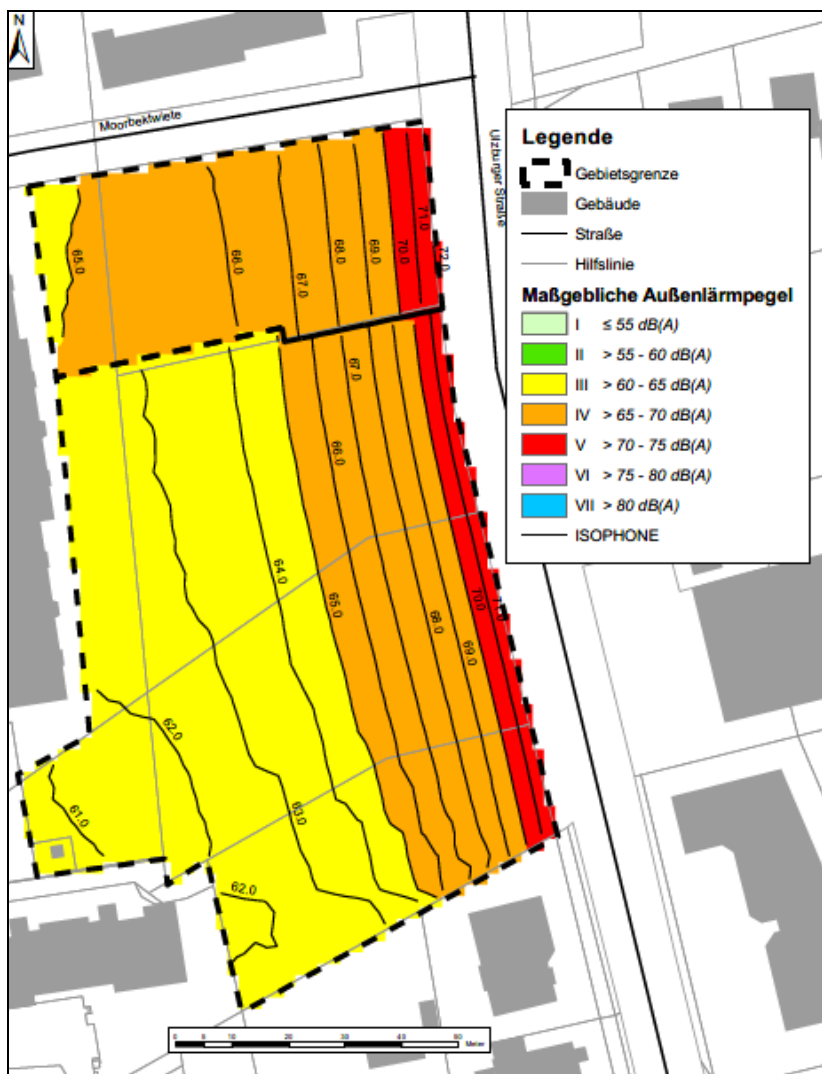 N
Moorbektwiete
Ulzburger Straße
65.0
66.0
67.0
68.0
69.0
70.0
71.0
72.0
67.0
66.0
64.0
65.0
68.0
69.0
70.0
71.0
62.0
61.0
63.0
62.0
Legende
Gebietsgrenze
Gebäude
Straße
Hilfslinie
Maßgebliche Außenlärmpegel
I ≤ 55 dB(A)
II > 55 - 60 dB(A)
III > 60 - 65 dB(A)
IV > 65 - 70 dB(A)
V > 70 - 75 dB(A)
VI > 75 - 80 dB(A)
VII > 80 dB(A)
ISOPHONE
0 5 10 20 30 40 50
Meter